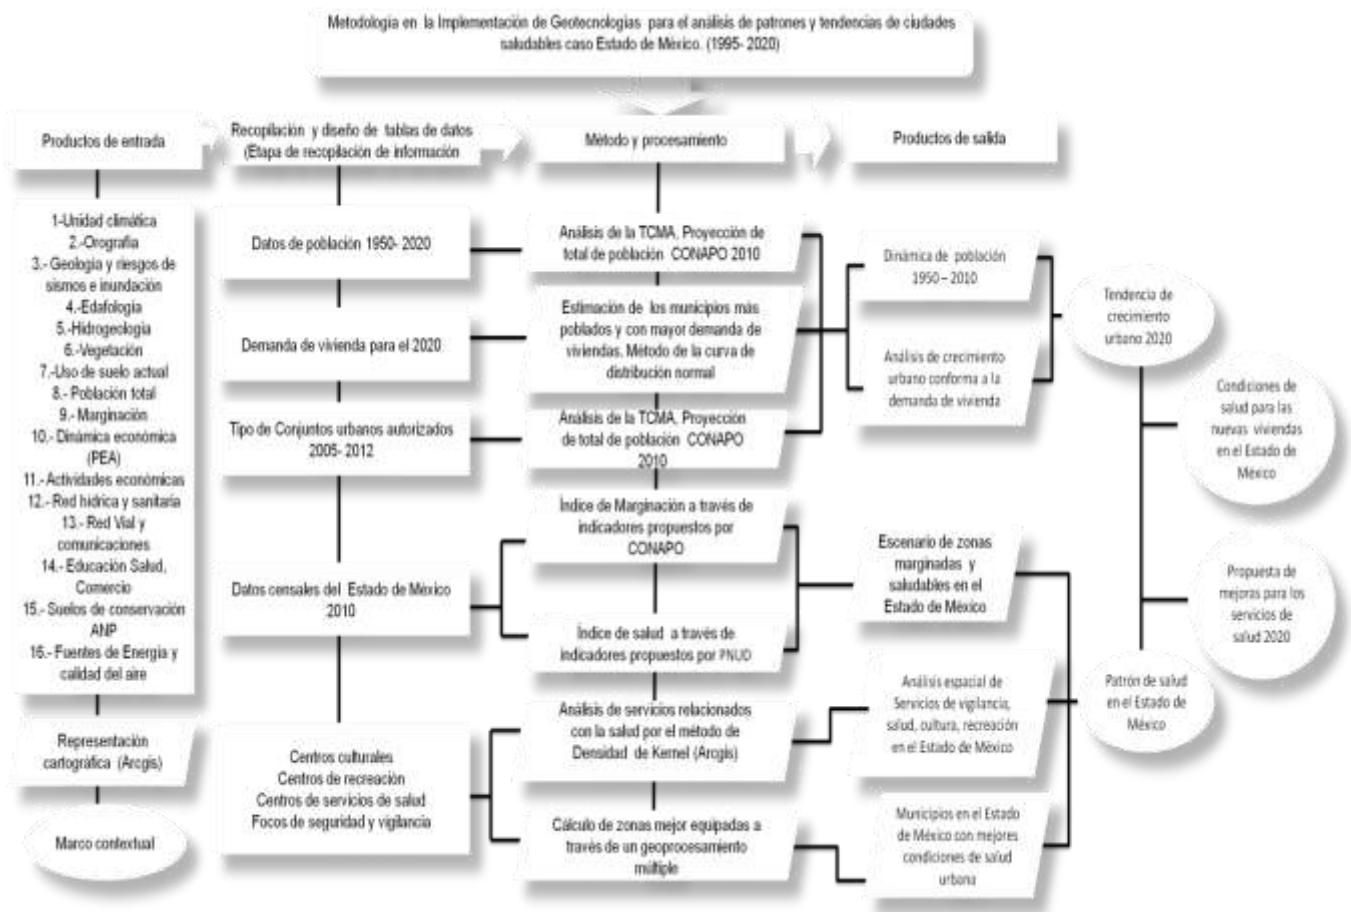 Metodología en la Implementación de Geotecnologías para el análisis de patrones y tendencias de ciudades
saludables caso Estado de México. (1995- 2020)
Productos de entrada
Recopilación y diseño de tablas de datos
(Etapa de recopilación de información
Método y procesamiento
Productos de salida
1-Unidad climática
2.-Orografía
3.- Geología y riesgos de
sismos e inundación
4.-Edafología
5.-Hidrogeología
6.-Vegetación
7.-Uso de suelo actual
8.- Población total
9.- Marginación
10.- Dinámica económica
(PEA)
11.- Actividades económicas
12.- Red hídrica y sanitaria
13.- Red Vial y
comunicaciones
14.- Educación Salud,
Comercio
15.- Suelos de conservación
ANP
16.- Fuentes de Energía y
calidad del aire
Representación
cartográfica (Arcgis)
Marco contextual
Datos de población 1950- 2020
Demanda de vivienda para el 2020
Tipo de Conjuntos urbanos autorizados
2005- 2012
Datos censales del Estado de México
2010
Centros culturales
Centros de recreación
Centros de servicios de salud
Focos de seguridad y vigilancia
Análisis de la TCMA, Proyección de
total de población CONAPO 2010
Estimación de los municipios más
poblados y con mayor demanda de
viviendas. Método de la curva de
distribución normal
Análisis de la TCMA, Proyección
de total de población CONAPO
2010
Índice de Marginación a través de
indicadores propuestos por
CONAPO
Índice de salud a través de
indicadores propuestos por PNUD
Análisis de servicios relacionados
con la salud por el método de
Densidad de Kernel (Arcgis)
Cálculo de zonas mejor equipadas a
través de un geoprocesamiento
múltiple
Dinámica de población
1950 – 2010
Análisis de crecimiento
urbano conforma a la
demanda de vivienda
Escenario de zonas
marginadas y
saludables en el
Estado de México
Análisis espacial de
Servicios de vigilancia,
salud, cultura, recreación
en el Estado de México
Municipios en el Estado
de México con mejores
condiciones de salud
urbana
Tendencia de
crecimiento
urbano 2020
Condiciones de
salud para las
nuevas viviendas
en el Estado de
México
Propuesta de
mejoras para los
servicios de
salud 2020
Patrón de salud
en el Estado de
México